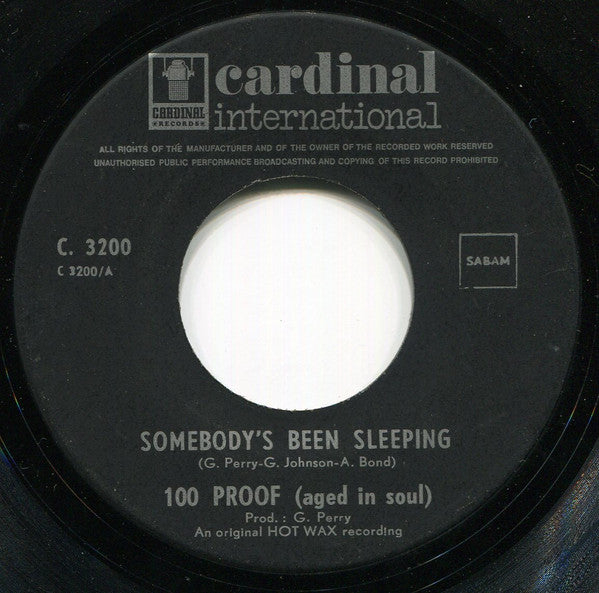 cardinal
international
CARDINAL
★RECORDS★
ALL RIGHTS OF THE MANUFACTURER AND OF THE OWNER OF THE RECORDED WORK RESERVED
UNAUTHORISED PUBLIC PERFORMANCE BROADCASTING AND COPYING OF THIS RECORD PROHIBITED
C. 3200
C 3200/A
SABAM
SOMEBODY'S BEEN SLEEPING
(G. Perry-G. Johnson-A. Bond)
100 PROOF (aged in soul)
Prod.: G. Perry
An original HOT WAX recording